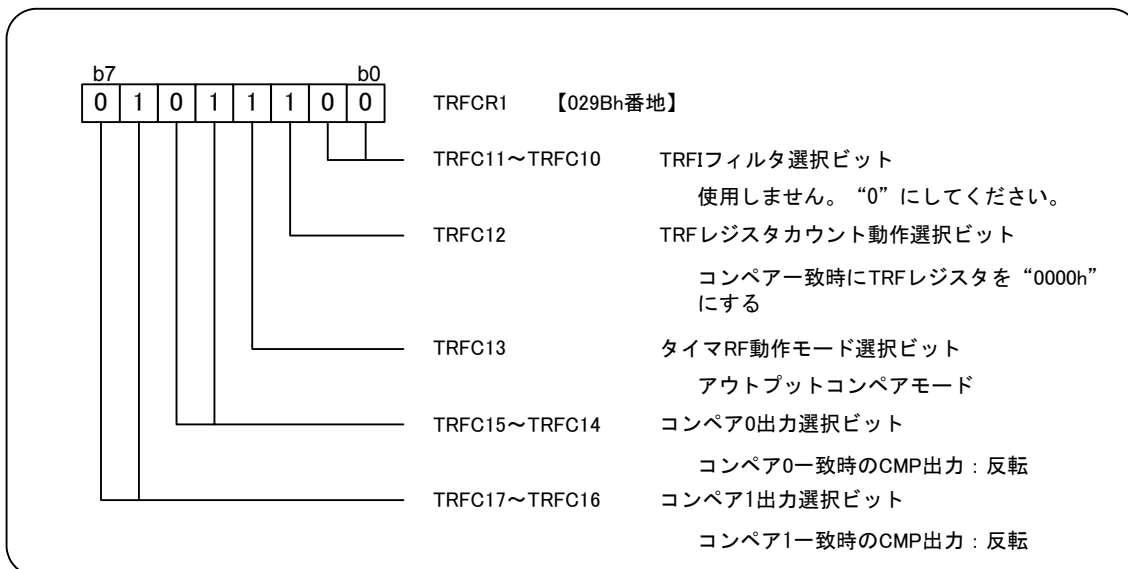 b7 b0
0 1 0 1 1 1 0 0 TRFCR1 【029Bh番地】
TRFC11~TRFC10 TRFIフィルタ選択ビット
使用しません。“0”にしてください。
TRFC12 TRFレジスタカウント動作選択ビット
コンペア一致時にTRFレジスタを“0000h”
にする
TRFC13 タイマRF動作モード選択ビット
アウトプットコンペアモード
TRFC15~TRFC14 コンペア0出力選択ビット
コンペア0一致時のCMP出力：反転
TRFC17~TRFC16 コンペア1出力選択ビット
コンペア1一致時のCMP出力：反転